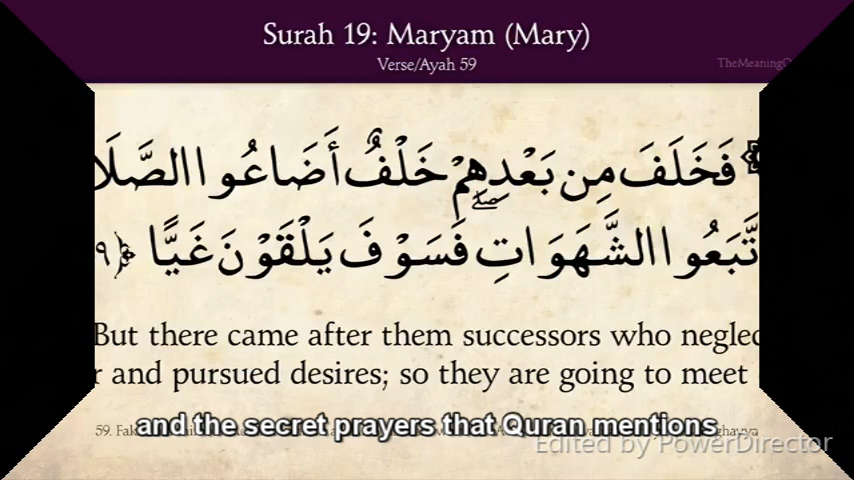 Surah 19: Maryam (Mary)
Verse/Ayah 59
فَخَلَفَ مِن بَعْدِهِمْ خَلْفٌ أَضَاعُوا
اتَّبَعُوا الشَّهَوَاتِ ۖ فَسَوْفَ يَلْقَوْنَ غَيًّا
But there came after them successors who
and pursued desires; so they are going to meet
59.
and the secret prayers that Quran mentions
Edited by PowerDirector